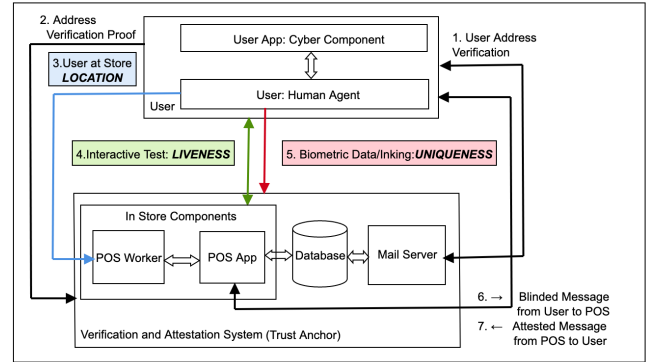 2. Address
Verification Proof
User App: Cyber Component
1. User Address
Verification
3.User at Store
LOCATION
User: Human Agent
User
4.Interactive Test: LIVENESS
5. Biometric Data/Inking:UNIQUENESS
In Store Components
POS Worker
POS App
Database
Mail Server
6. → Blinded Message
from User to POS
7. ← Attested Message
from POS to User
Verification and Attestation System (Trust Anchor)